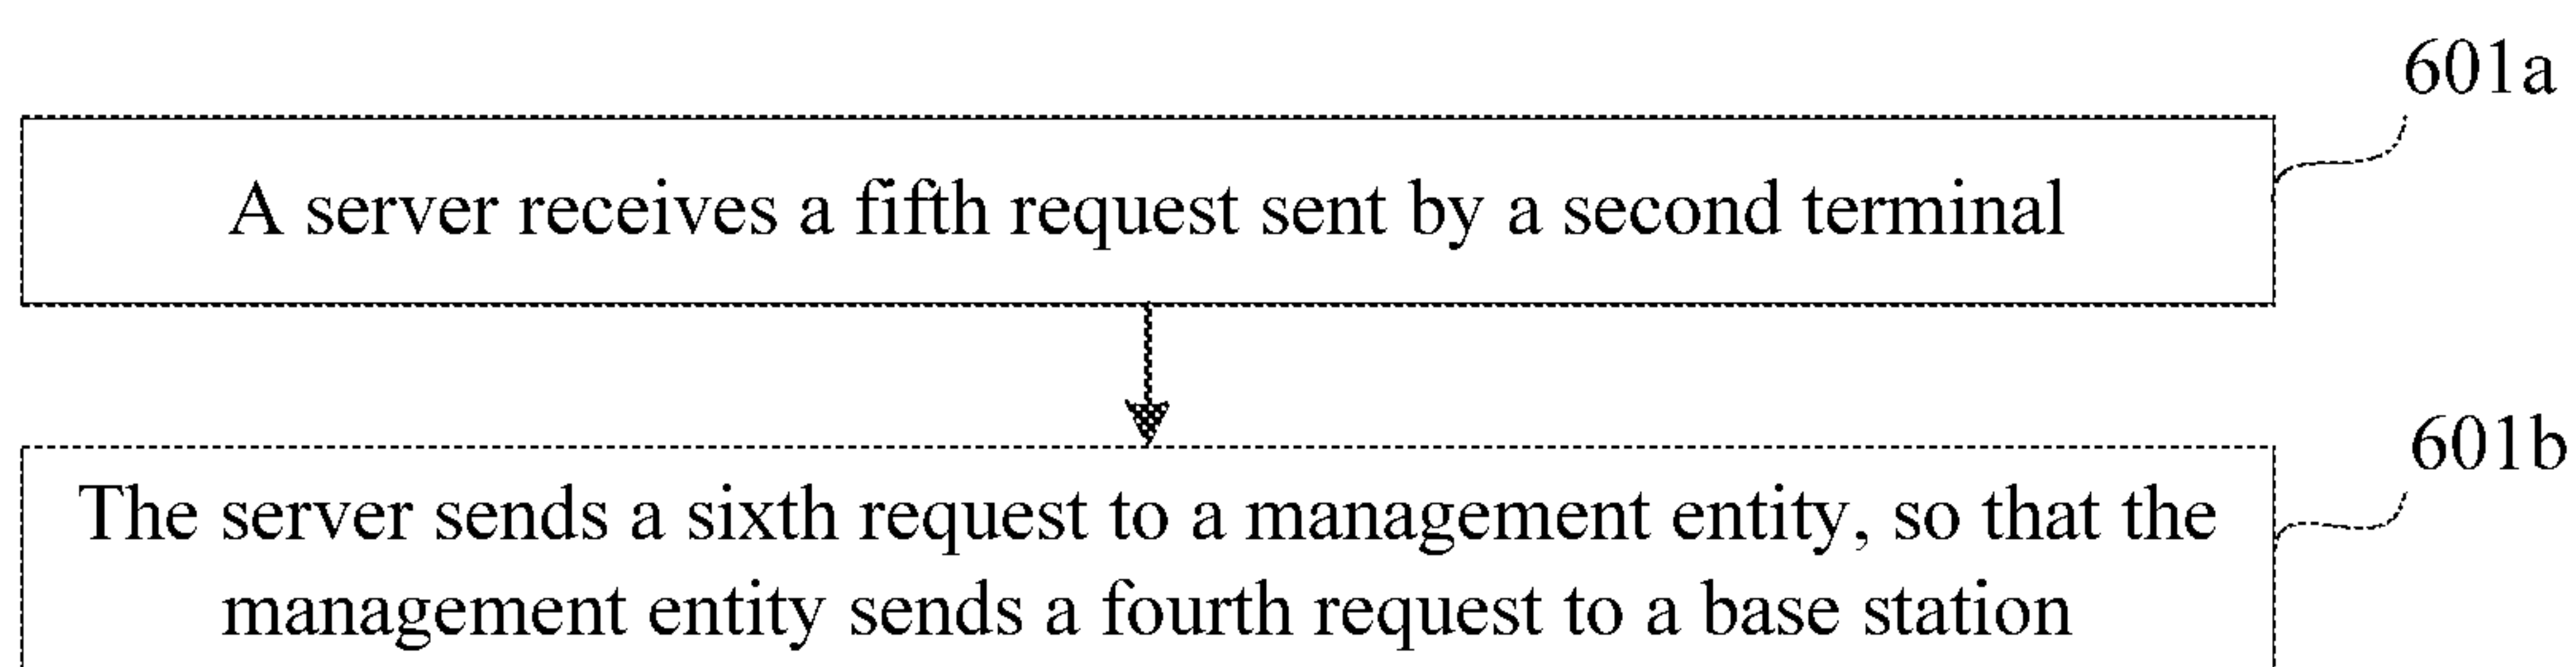 601a
A server receives a fifth request sent by a second terminal
601b
The server sends a sixth request to a management entity, so that the
management entity sends a fourth request to a base station